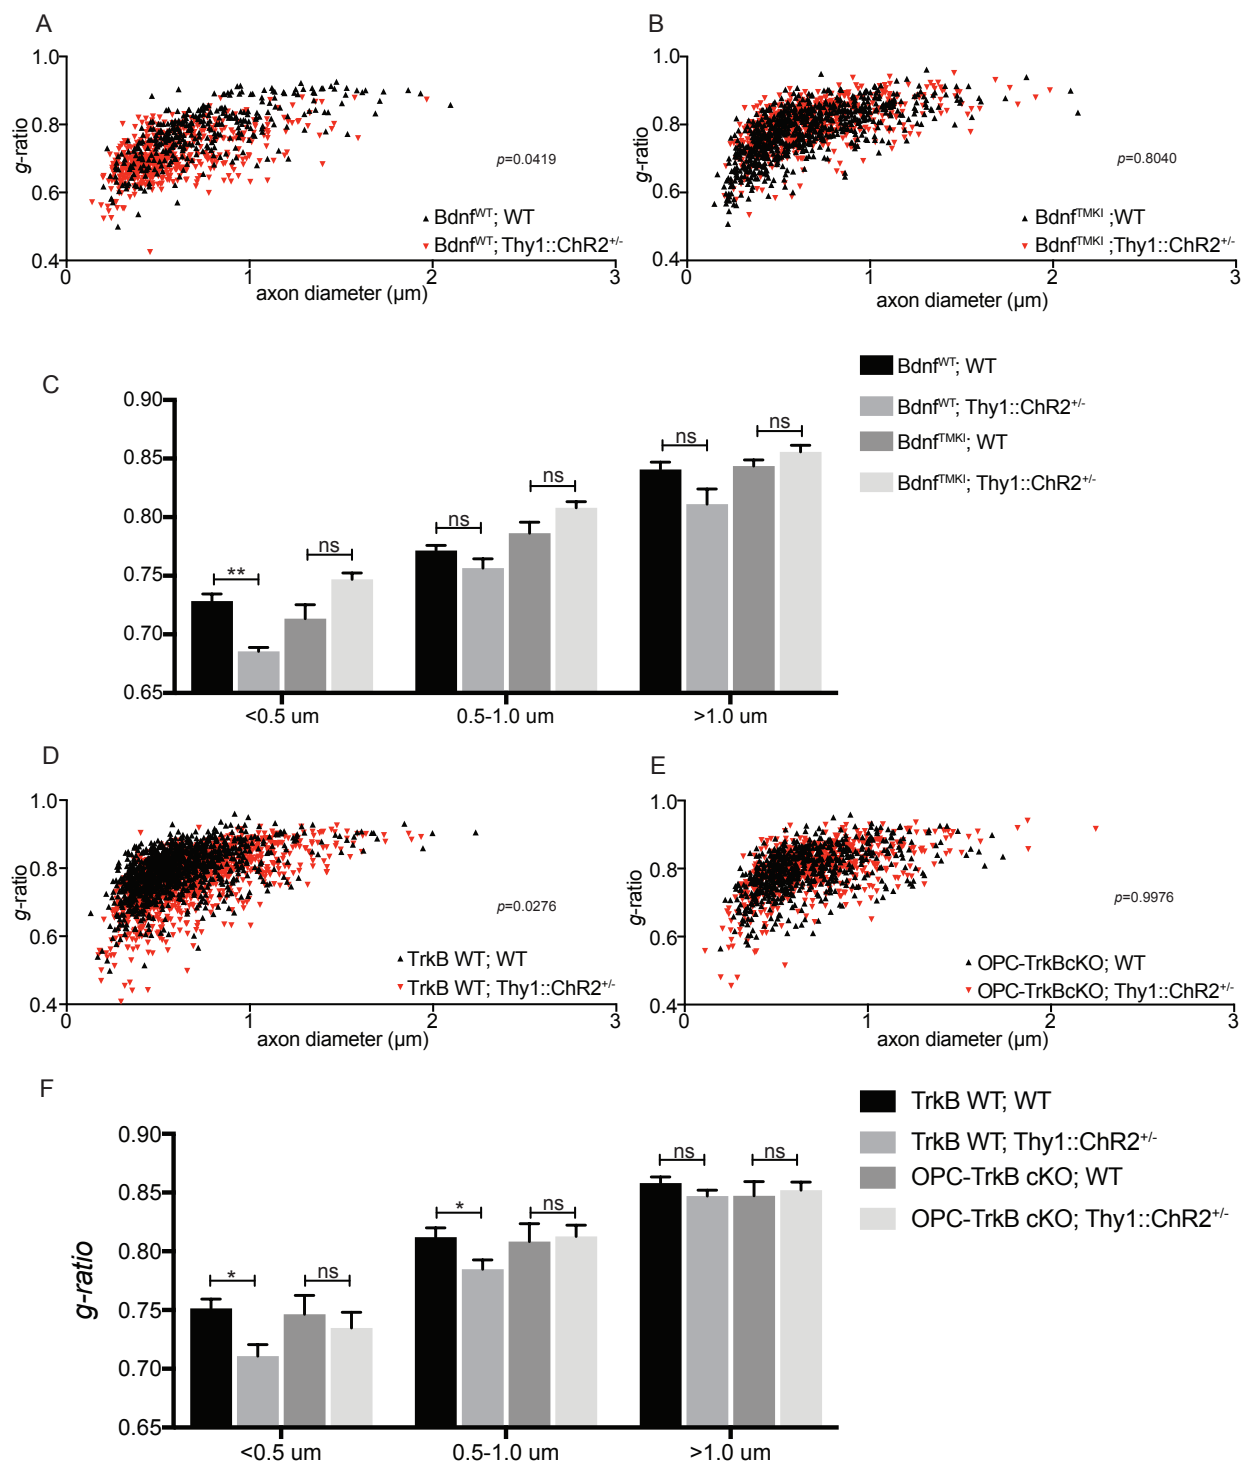 A
1.0
0.8
0.6
0.4
g-ratio
p=0.0419
BdnfWT; WT
BdnfWT; Thy1::ChR2+/-
0 1 2 3
axon diameter (µm)
B
1.0
0.8
0.6
0.4
g-ratio
p=0.8040
BdnfTMKI ;WT
BdnfTMKI ;Thy1::ChR2+/-
0 1 2 3
axon diameter (µm)
C
0.90
0.85
0.80
0.75
0.70
0.65
** ns
ns ns
ns ns
<0.5 um 0.5-1.0 um >1.0 um
BdnfWT; WT
BdnfWT; Thy1::ChR2+/-
BdnfTMKI; WT
BdnfTMKI; Thy1::ChR2+/-
D
1.0
0.8
0.6
0.4
g-ratio
p=0.0276
TrkB WT; WT
TrkB WT; Thy1::ChR2+/-
0 1 2 3
axon diameter (µm)
E
1.0
0.8
0.6
0.4
g-ratio
p=0.9976
OPC-TrkBcKO; WT
OPC-TrkBcKO; Thy1::ChR2+/-
0 1 2 3
axon diameter (µm)
F
0.90
0.85
0.80
0.75
0.70
0.65
g-ratio
* ns
* ns
ns ns
<0.5 um 0.5-1.0 um >1.0 um
TrkB WT; WT
TrkB WT; Thy1::ChR2+/-
OPC-TrkB cKO; WT
OPC-TrkB cKO; Thy1::ChR2+/-